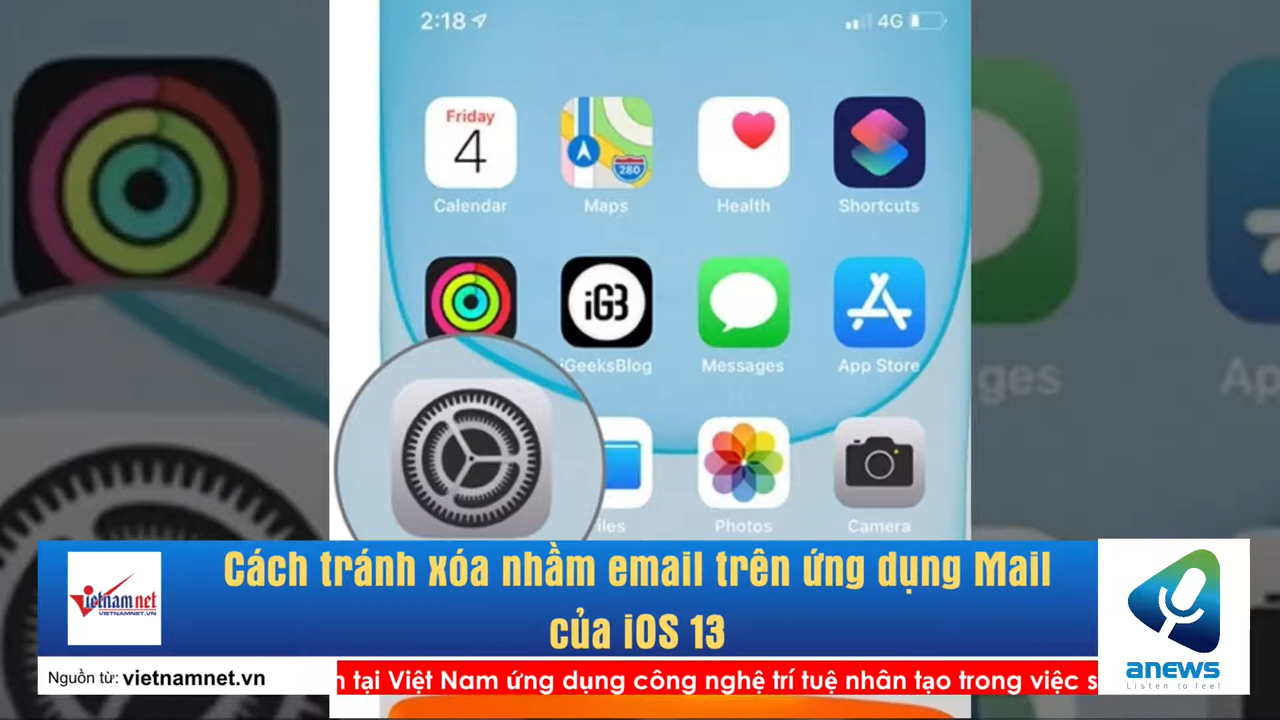 2:18
4G
Friday
4
280
Calendar
Maps
Health
Shortcuts
iGB
iGeeksBlog
Messages
App Store
ges
Ap
iles
Photos
Camera
Cách tránh xóa nhầm email trên ứng dụng Mail
của iOS 13
Vietnamnet
VIETNAMNET.VN
anews
Listen to feel
Nguồn từ: vietnamnet.vn
n tại Việt Nam ứng dụng công nghệ trí tuệ nhân tạo trong việc s